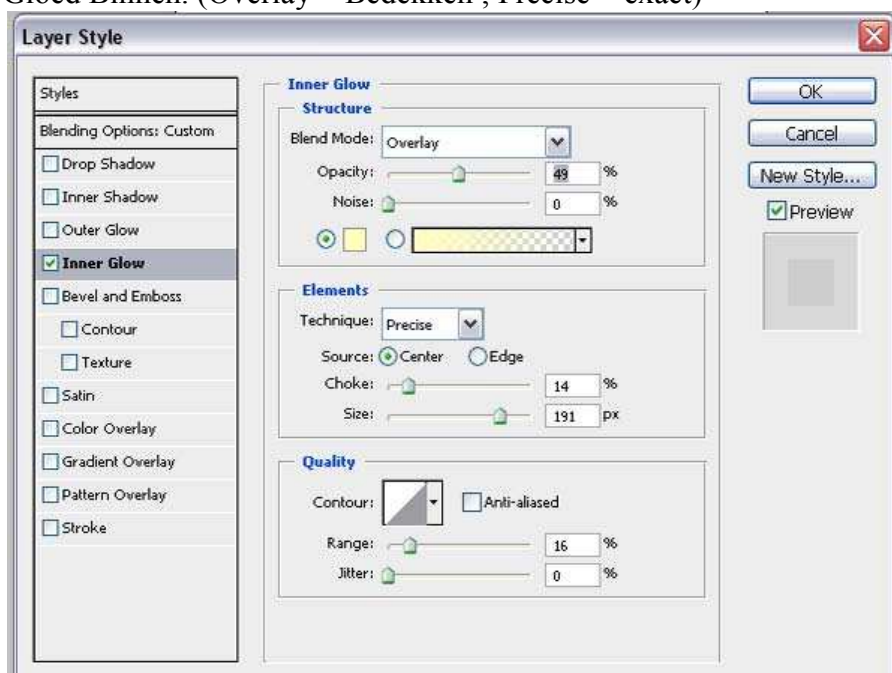 Gloed Binnen: (Overlay = Bedekken ; Precise = exact)
Layer Style
Styles
Blending Options: Custom
Drop Shadow
Inner Shadow
Outer Glow
Inner Glow
Bevel and Emboss
Contour
Texture
Satin
Color Overlay
Gradient Overlay
Pattern Overlay
Stroke
Inner Glow
Structure
Blend Mode: Overlay
Opacity: 49 %
Noise: 0 %
Elements
Technique: Precise
Source: Center Edge
Choke: 14 %
Size: 191 px
Quality
Contour: Anti-aliased
Range: 16 %
Jitter: 0 %
OK
Cancel
New Style...
Preview